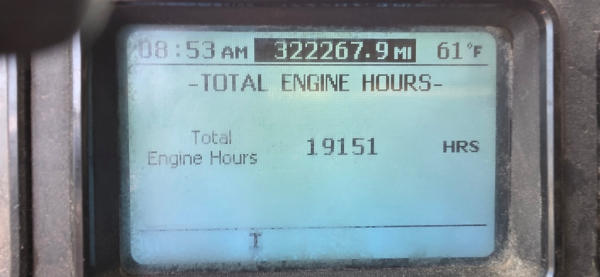 08:53 AM 322267.9 MI 61°F
-TOTAL ENGINE HOURS-
Total
Engine Hours 19151 HRS
T